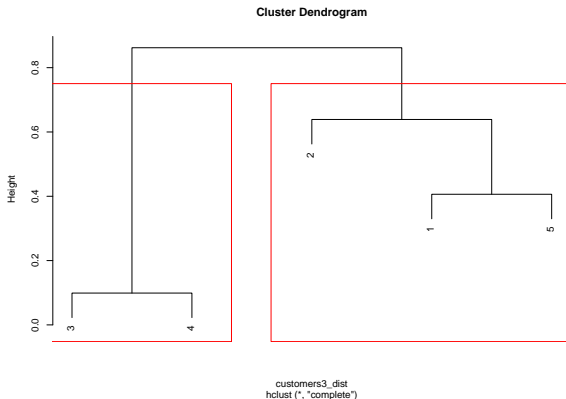 Cluster Dendrogram
Height
0.8
0.6
0.4
0.2
0.0
2
1
5
3
4
customers3_dist
hclust (*, "complete")